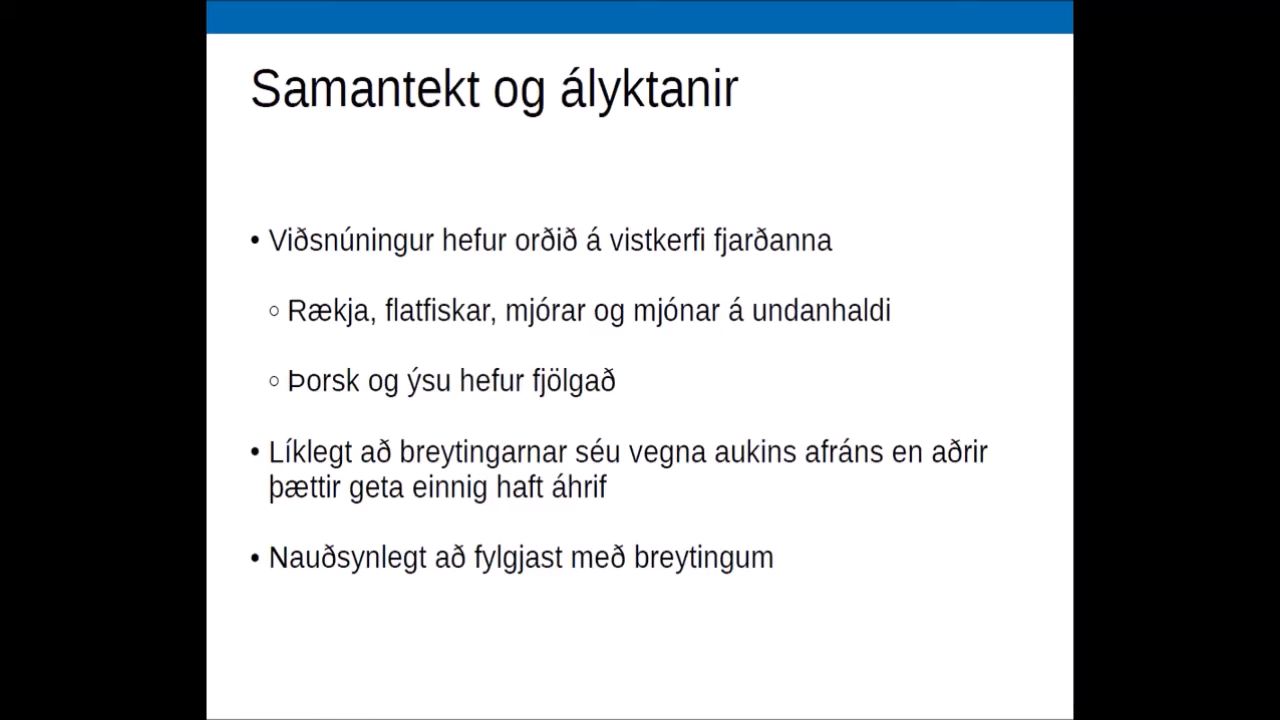 Samantekt og ályktanir
• Viðsnúningur hefur orðið á vistkerfi fjarðanna
○ Rækja, flatfiskar, mjórar og mjónar á undanhaldi
○ Þorsk og ýsu hefur fjölgað
• Líklegt að breytingarnar séu vegna aukins afráns en aðrir
þættir geta einnig haft áhrif
• Nauðsynlegt að fylgjast með breytingum